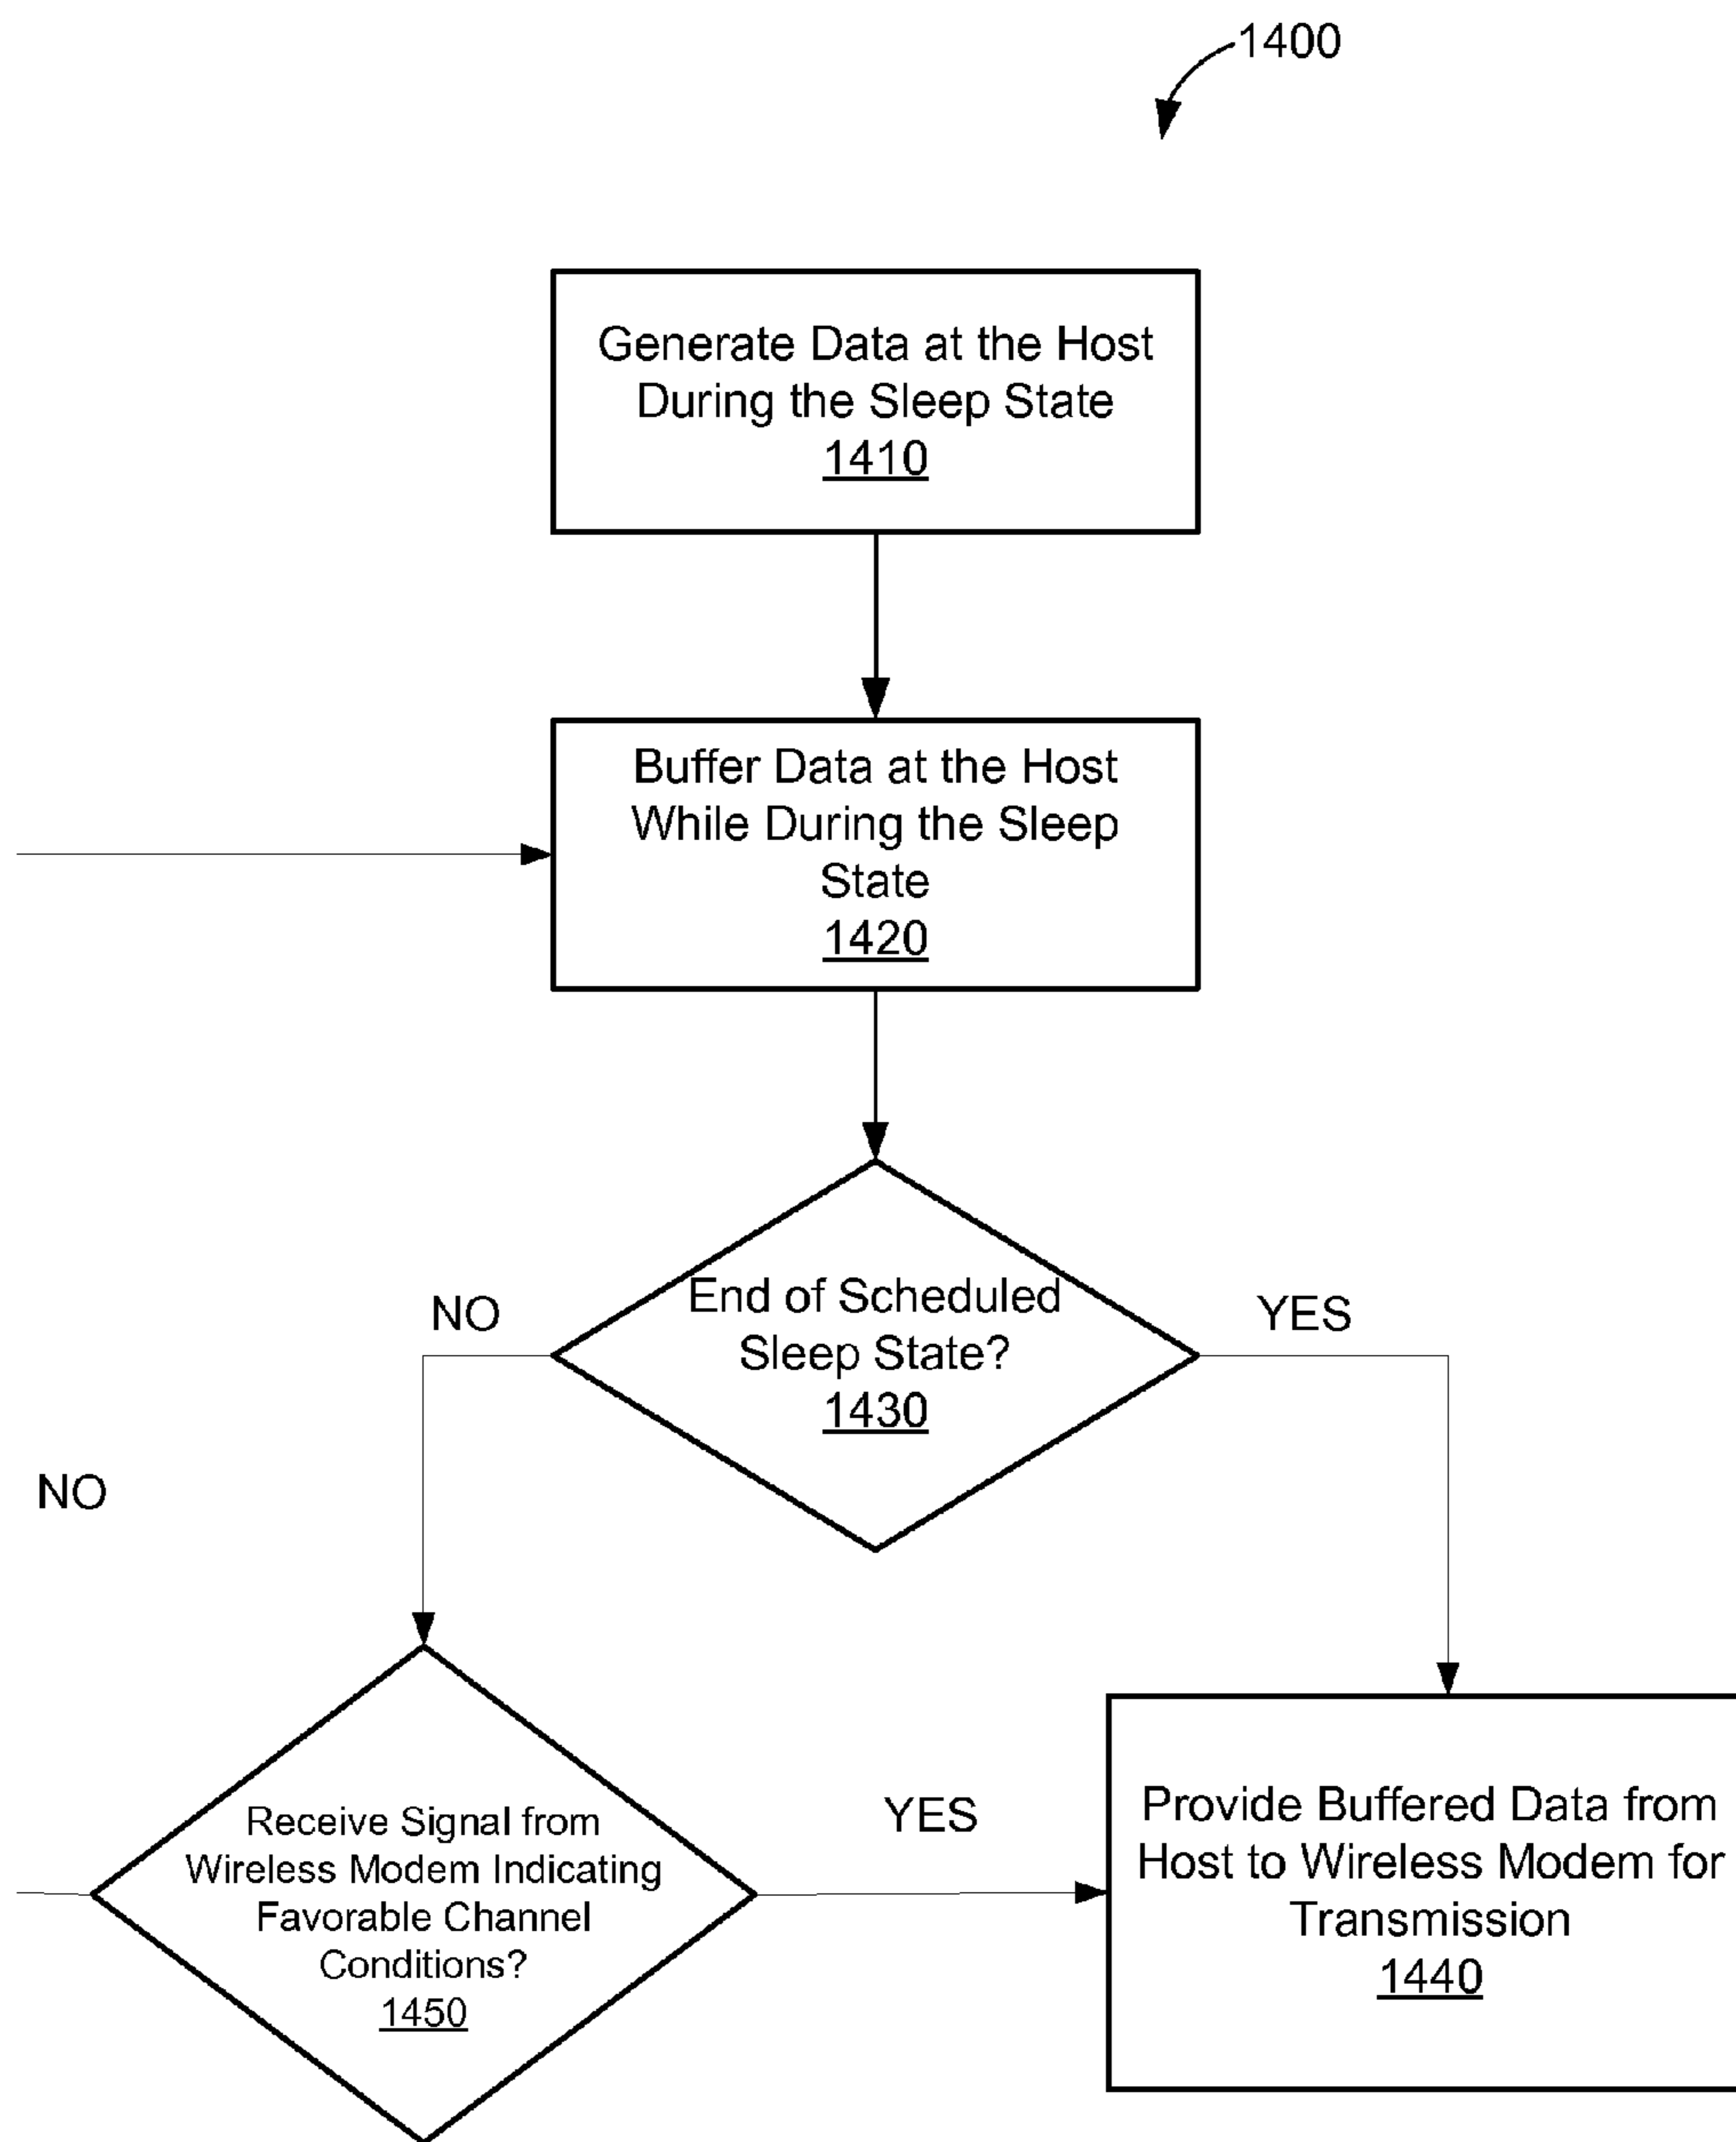 1400
Generate Data at the Host
During the Sleep State
1410
Buffer Data at the Host
While During the Sleep
State
1420
End of Scheduled
Sleep State?
1430
NO
YES
NO
Receive Signal from
Wireless Modem Indicating
Favorable Channel
Conditions?
1450
YES
Provide Buffered Data from
Host to Wireless Modem for
Transmission
1440